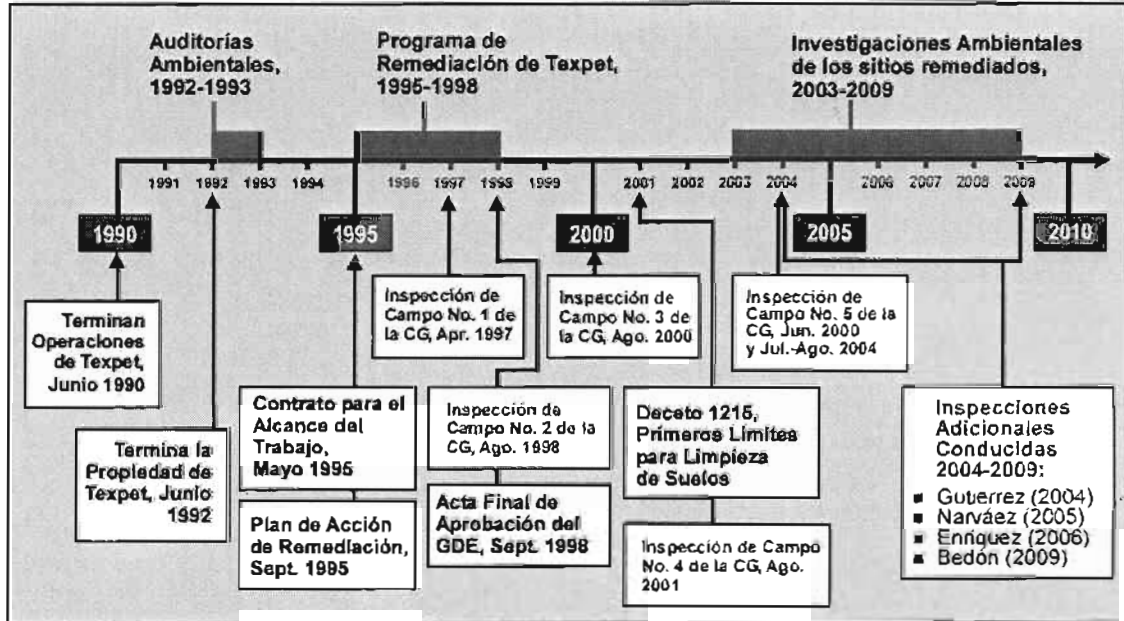 Auditorías
Ambientales,
1992-1993
Programa de
Remediación de Texpet,
1995-1998
Investigaciones Ambientales
de los sitios remediados,
2003-2009
1991 1992 1993 1994 1996 1997 1998 1999 2001 2002 2003 2004 2006 2007 2008 2009
1990 1995 2000 2005 2010
Terminan
Operaciones
de Texpet,
Junio 1990
Termina la
Propiedad de
Texpet, Junio
1992
Contrato para el
Alcance del
Trabajo,
Mayo 1995
Plan de Acción
de Remediación,
Sept. 1995
Inspección de
Campo No. 1 de
la CG, Apr. 1997
Inspección de
Campo No. 2 de la
CG, Ago. 1998
Acta Final de
Aprobación del
GDE, Sept. 1998
Inspección de
Campo No. 3 de
la CG, Ago. 2000
Deceto 1215,
Primeros Límites
para Limpieza
de Suelos
Inspección de Campo
No. 4 de la CG, Ago.
2001
Inspección de
Campo No. 5 de la
CG, Jun. 2000
y Jul.-Ago. 2004
Inspecciones
Adicionales
Conducidas
2004-2009:
Gutierrez (2004)
Narváez (2005)
Enríquez (2006)
Bedón (2009)